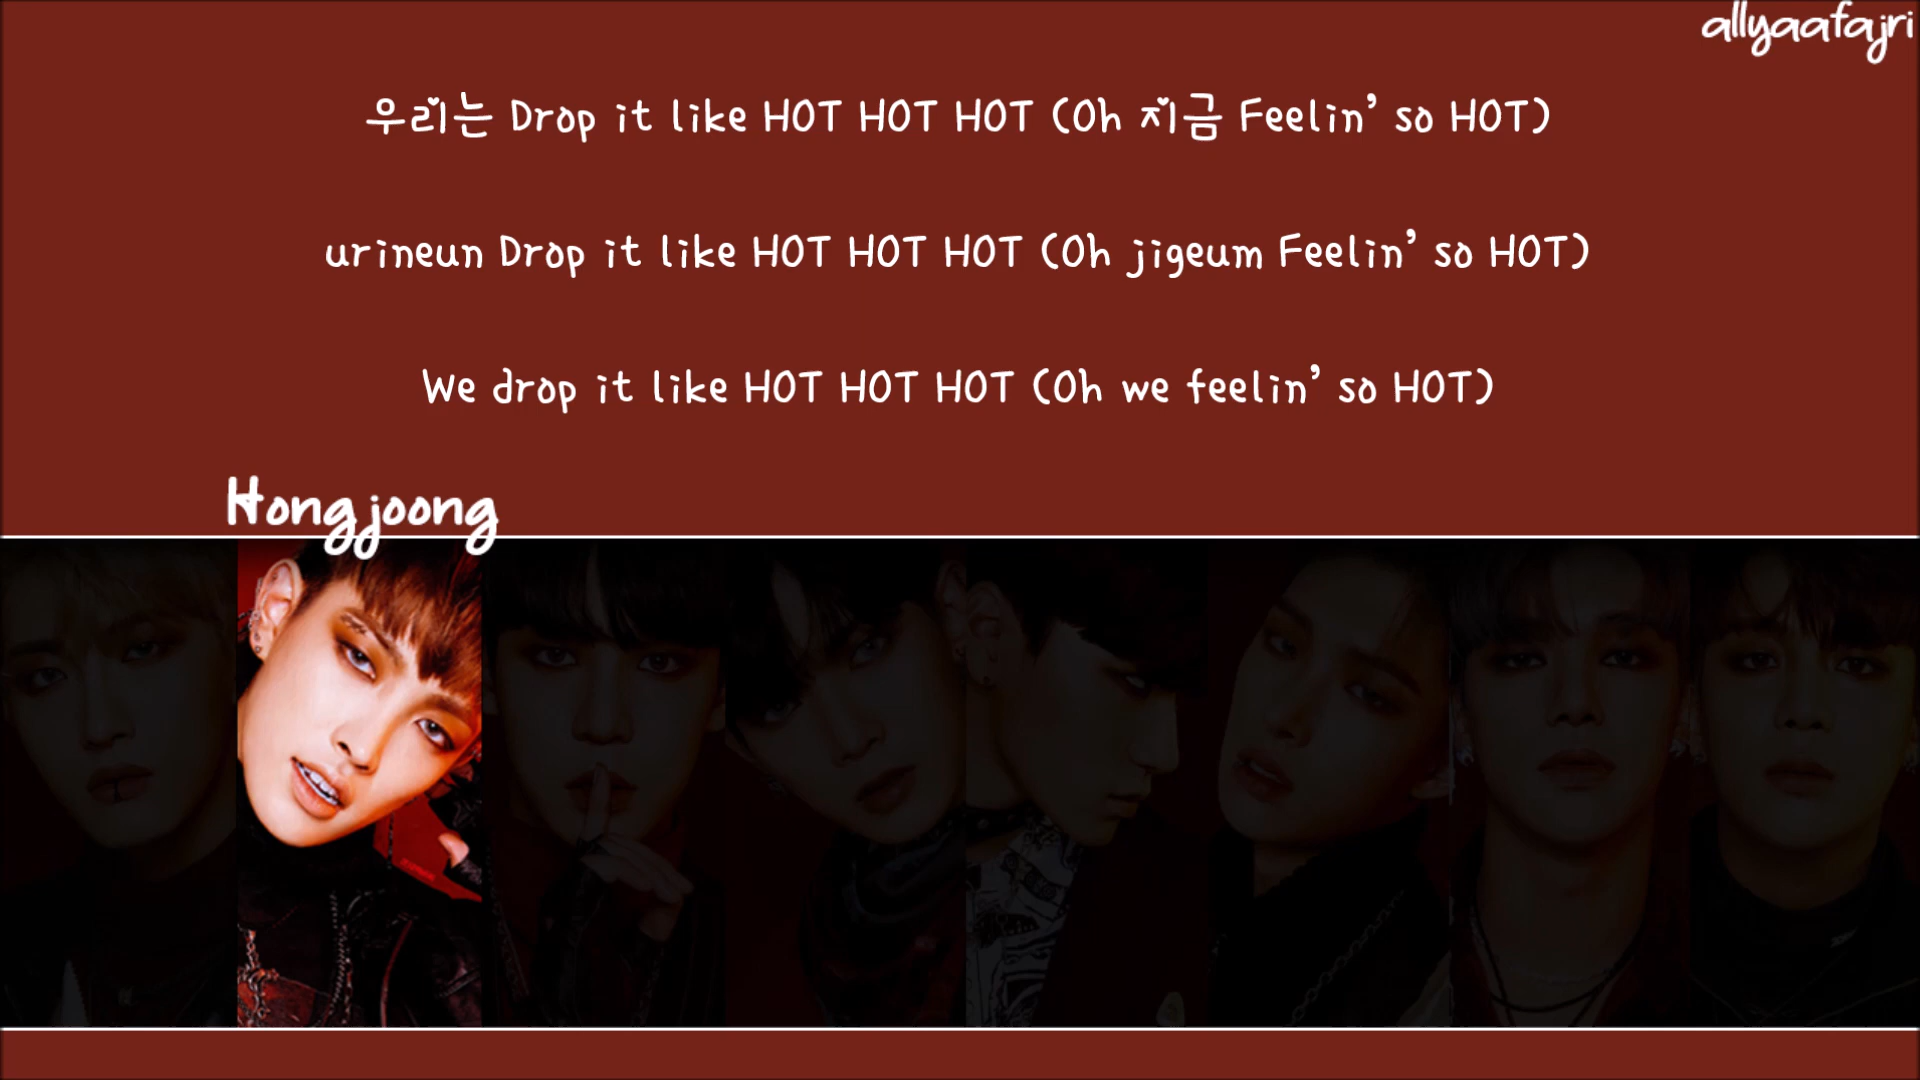 allyaafajri
우리는 Drop it like HOT HOT HOT (Oh 지금 Feelin’ so HOT)
urineun Drop it like HOT HOT HOT (Oh jigeum Feelin’ so HOT)
We drop it like HOT HOT HOT (Oh we feelin’ so HOT)
Hongjoong